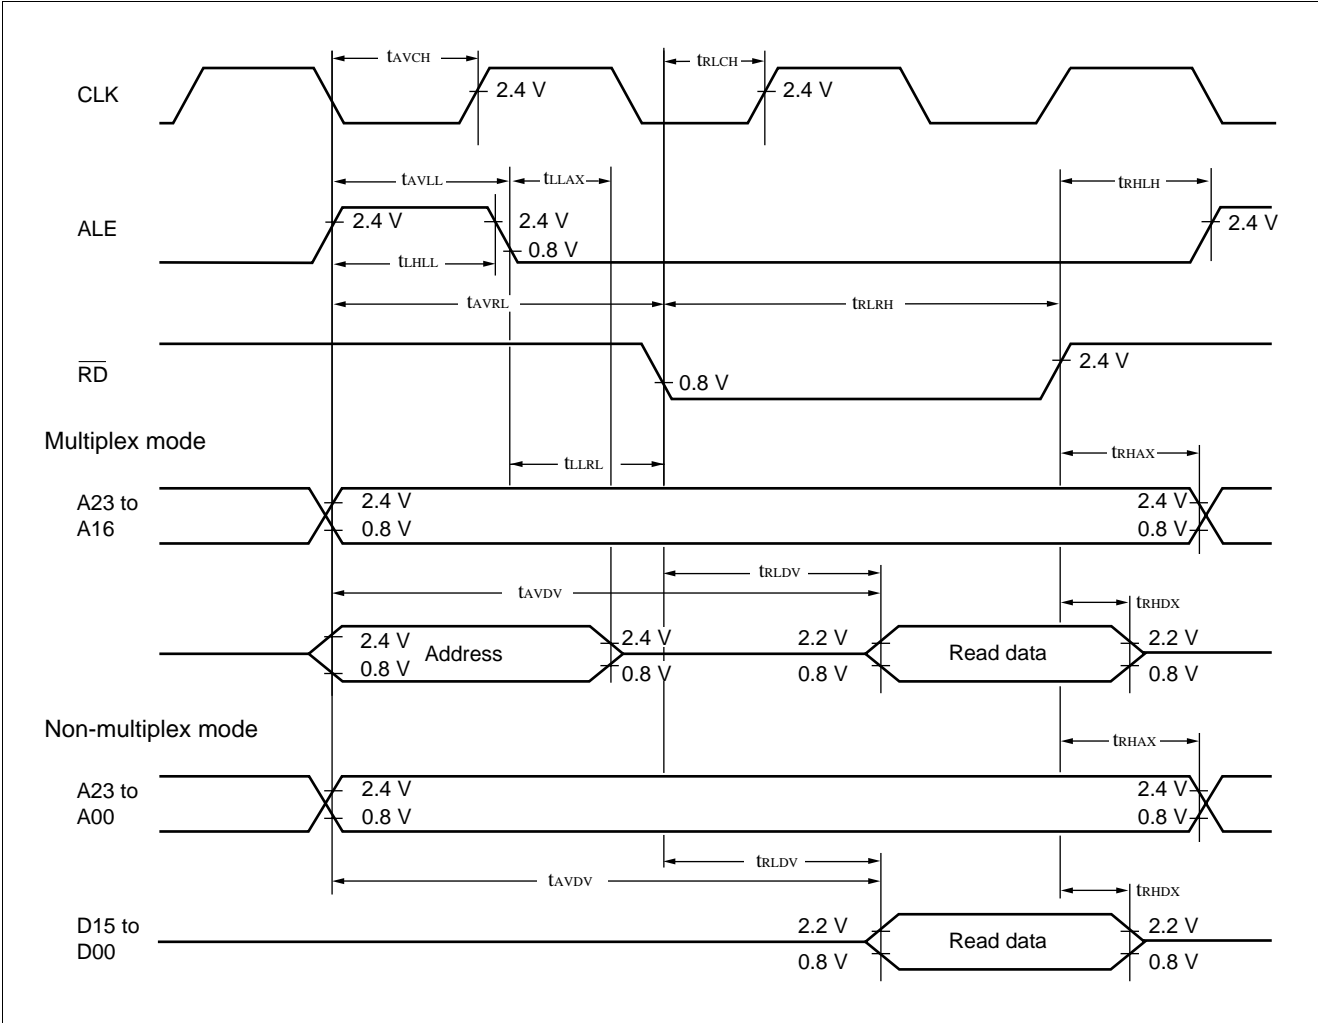 tAVCH
tRLCH
CLK
2.4 V
2.4 V
tAVLL
tLLAX
tRHLH
ALE
2.4 V
2.4 V
2.4 V
0.8 V
tLHLL
tAVRL
tRLRH
RD
2.4 V
0.8 V
Multiplex mode
tRHAX
tLLRL
A23 to
A16
2.4 V
2.4 V
0.8 V
0.8 V
tRLDV
tAVDV
tRHDX
2.4 V
Address
2.4 V
2.2 V
Read data
2.2 V
0.8 V
0.8 V
0.8 V
0.8 V
Non-multiplex mode
tRHAX
A23 to
A00
2.4 V
2.4 V
0.8 V
0.8 V
tRLDV
tAVDV
tRHDX
D15 to
D00
2.2 V
Read data
2.2 V
0.8 V
0.8 V